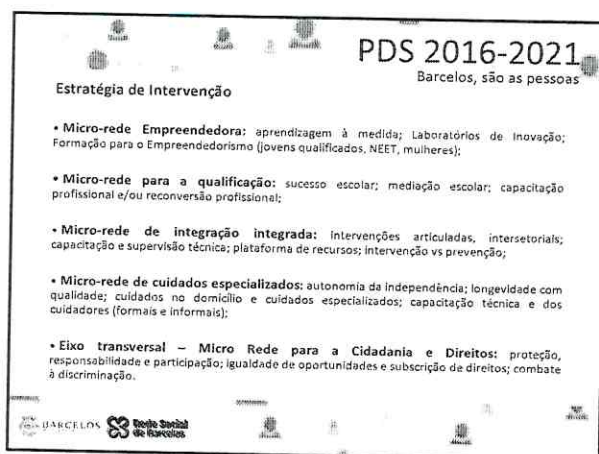 PDS 2016-2021
Barcelos, são as pessoas
Estratégia de Intervenção
• Micro-rede Empreendedora: aprendizagem à medida; Laboratórios de Inovação;
Formação para o Empreendedorismo (jovens qualificados, NEET, mulheres);
• Micro-rede para a qualificação: sucesso escolar; mediação escolar; capacitação
profissional e/ou reconversão profissional;
• Micro-rede de integração integrada: intervenções articuladas, intersetoriais;
capacitação e supervisão técnica; plataforma de recursos; intervenção vs prevenção;
• Micro-rede de cuidados especializados: autonomia da independência; longevidade com
qualidade; cuidados no domicílio e cuidados especializados; capacitação técnica e dos
cuidadores (formais e informais);
• Eixo transversal – Micro Rede para a Cidadania e Direitos: proteção,
responsabilidade e participação; igualdade de oportunidades e subscrição de direitos; combate
à discriminação.
BARCELOS Rede Social
de Barcelos